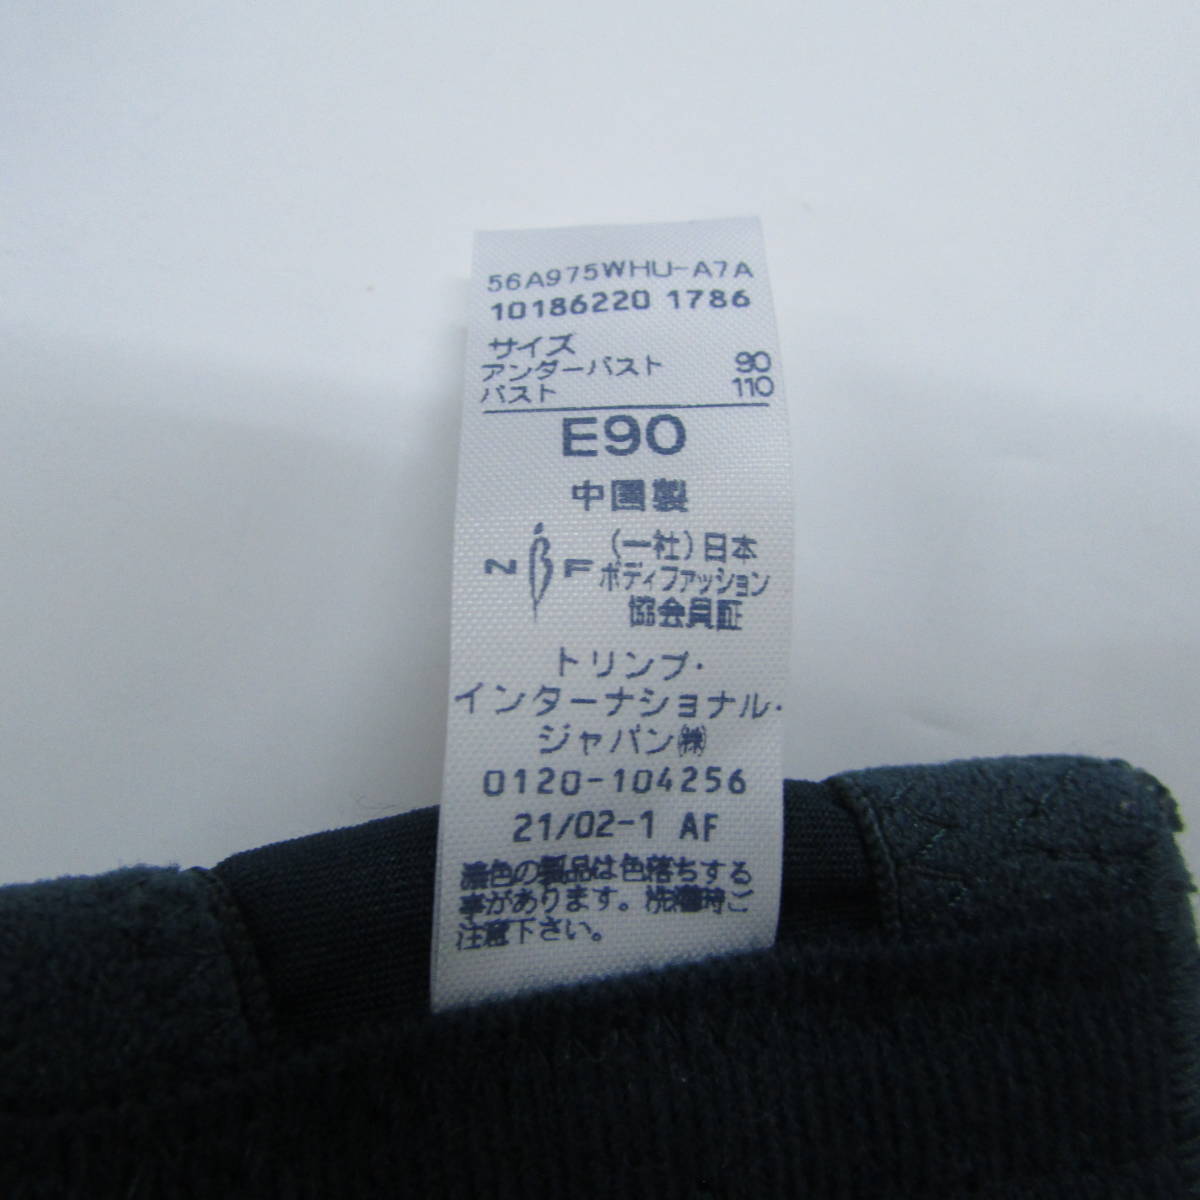 56A975WHU-A7A
10186220 1786
サイズ
アンダーバスト 90
バスト 110
E90
中国製
N B F (一社)日本
ボディファッション
協会員証
トリンプ・
インターナショナル・
ジャパン㈱
0120-104256
21/02-1 AF
濃色の製品は色落ちする
事があります。洗濯時ご
注意下さい。